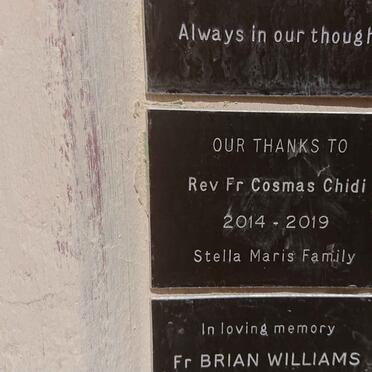 Always in our though
OUR THANKS TO
Rev Fr Cosmas Chidi
2014 - 2019
Stella Maris Family
In loving memory
Fr BRIAN WILLIAMS